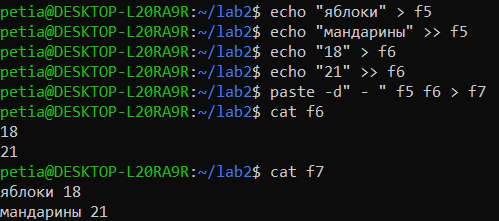 petia@DESKTOP-L20RA9R:~/lab2$ echo "яблоки" > f5
petia@DESKTOP-L20RA9R:~/lab2$ echo "мандарины" >> f5
petia@DESKTOP-L20RA9R:~/lab2$ echo "18" > f6
petia@DESKTOP-L20RA9R:~/lab2$ echo "21" >> f6
petia@DESKTOP-L20RA9R:~/lab2$ paste -d" - " f5 f6 > f7
petia@DESKTOP-L20RA9R:~/lab2$ cat f6
18
21
petia@DESKTOP-L20RA9R:~/lab2$ cat f7
яблоки 18
мандарины 21